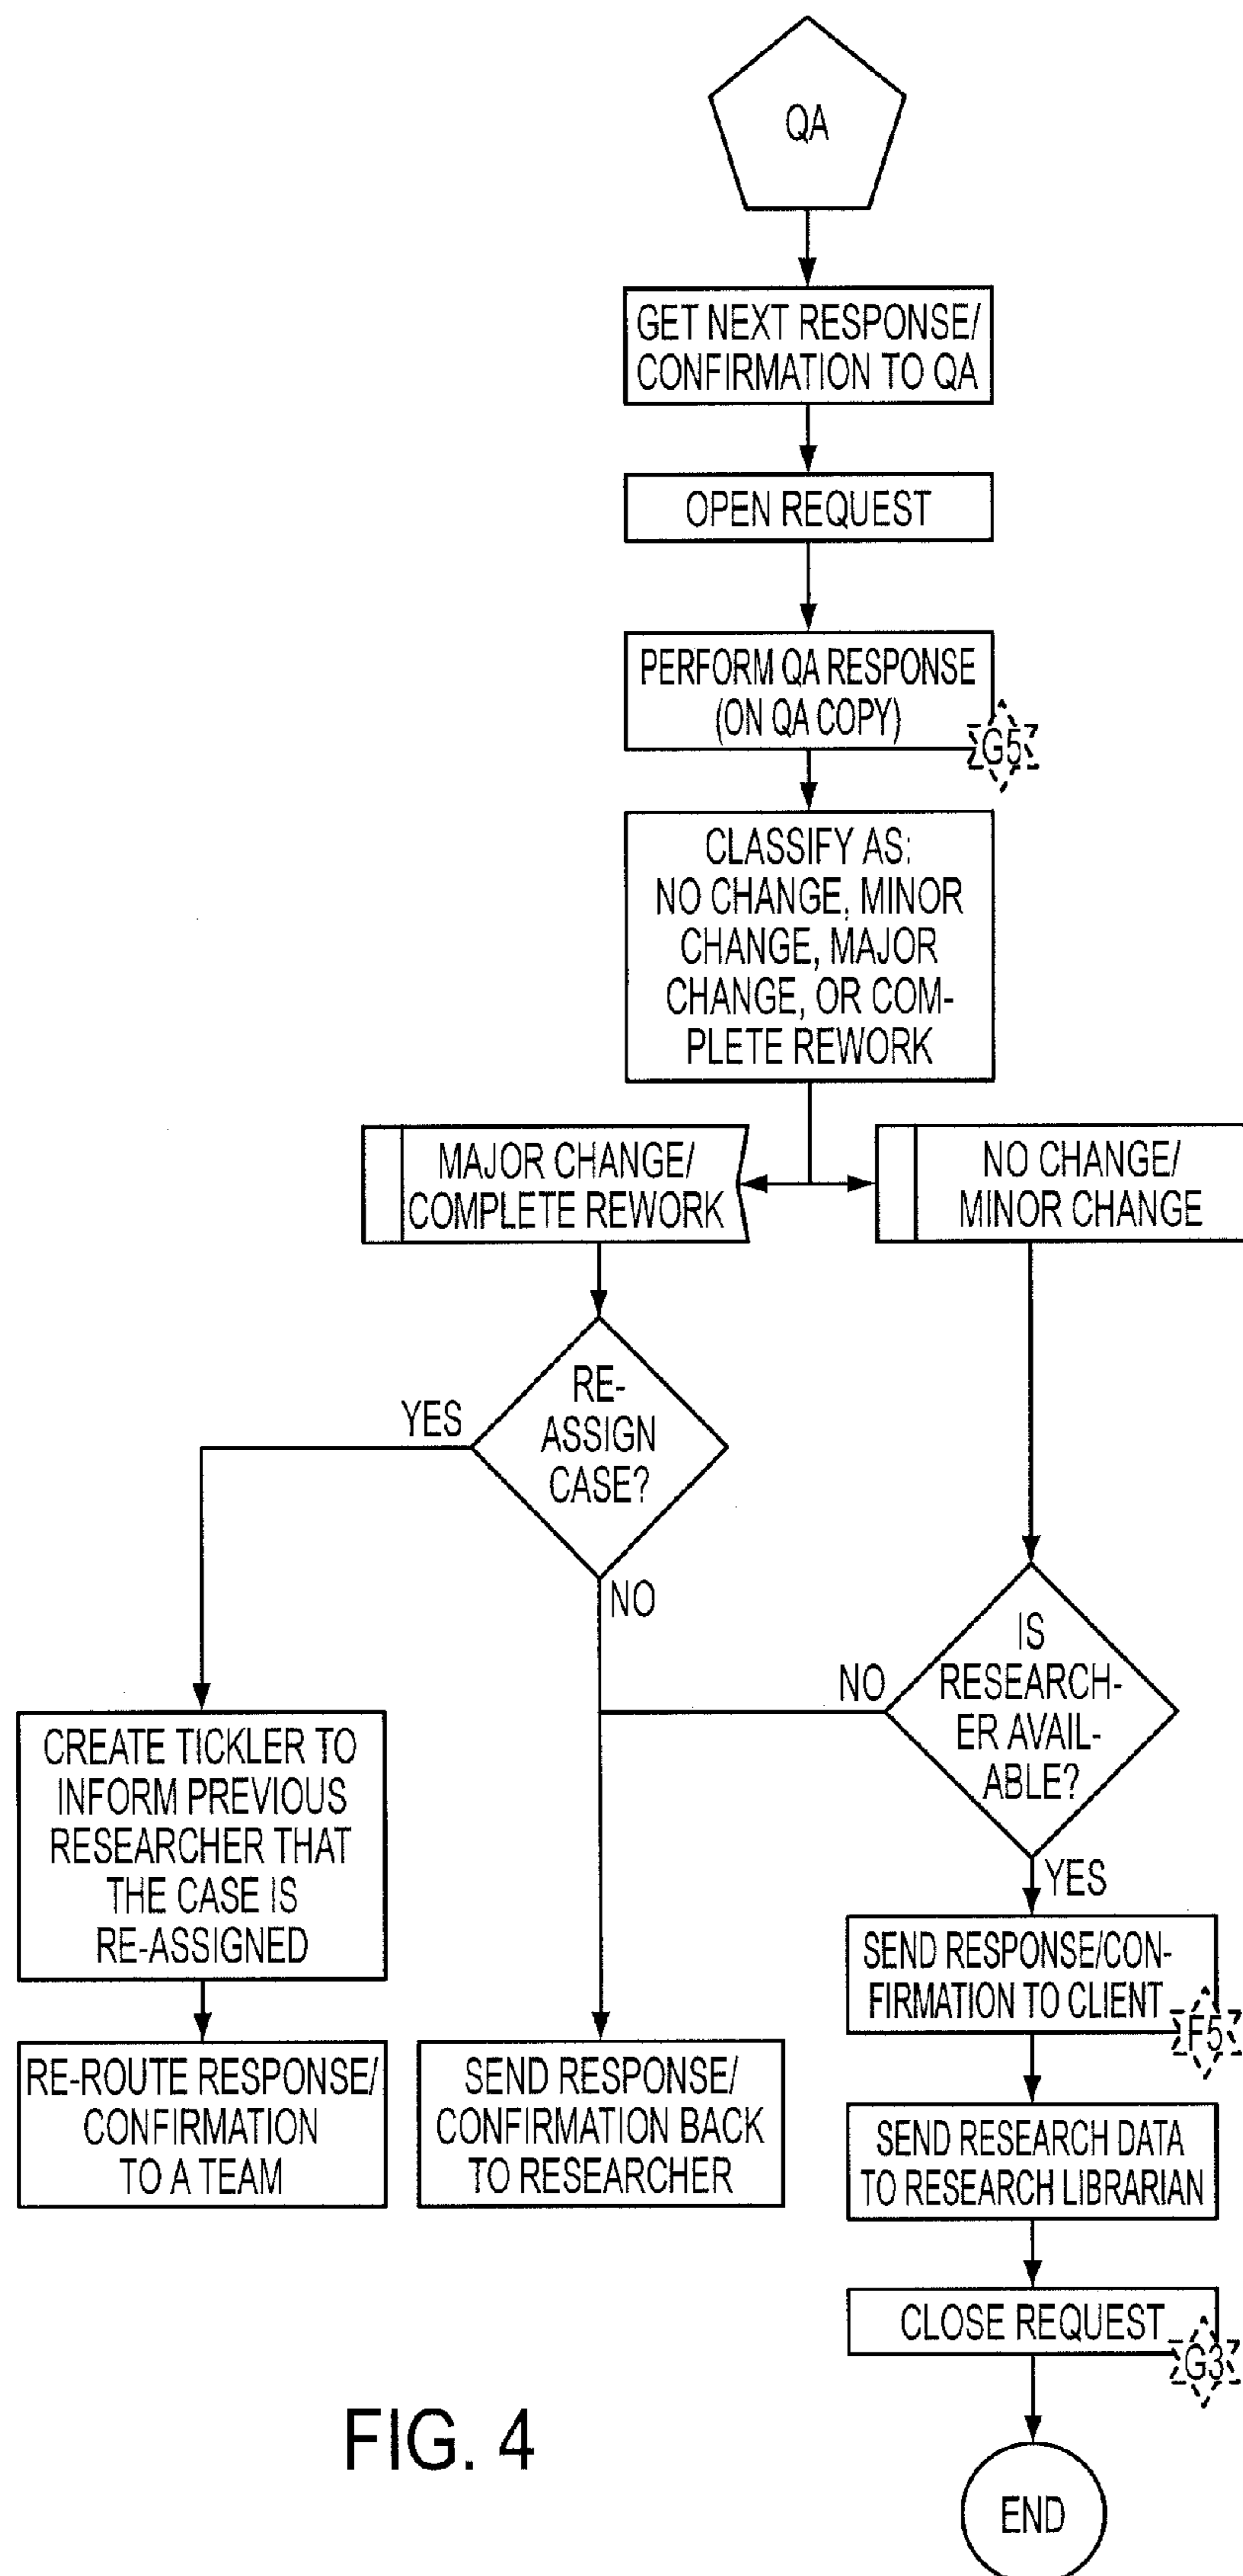 QA
GET NEXT RESPONSE/
CONFIRMATION TO QA
OPEN REQUEST
PERFORM QA RESPONSE
(ON QA COPY)
G5
CLASSIFY AS:
NO CHANGE, MINOR
CHANGE, MAJOR
CHANGE, OR COM-
PLETE REWORK
MAJOR CHANGE/
COMPLETE REWORK
NO CHANGE/
MINOR CHANGE
RE-
ASSIGN
CASE?
YES
NO
IS
RESEARCH-
ER AVAIL-
ABLE?
NO
YES
CREATE TICKLER TO
INFORM PREVIOUS
RESEARCHER THAT
THE CASE IS
RE-ASSIGNED
RE-ROUTE RESPONSE/
CONFIRMATION
TO A TEAM
SEND RESPONSE/
CONFIRMATION BACK
TO RESEARCHER
SEND RESPONSE/CON-
FIRMATION TO CLIENT
F5
SEND RESEARCH DATA
TO RESEARCH LIBRARIAN
CLOSE REQUEST
G3
END
FIG. 4